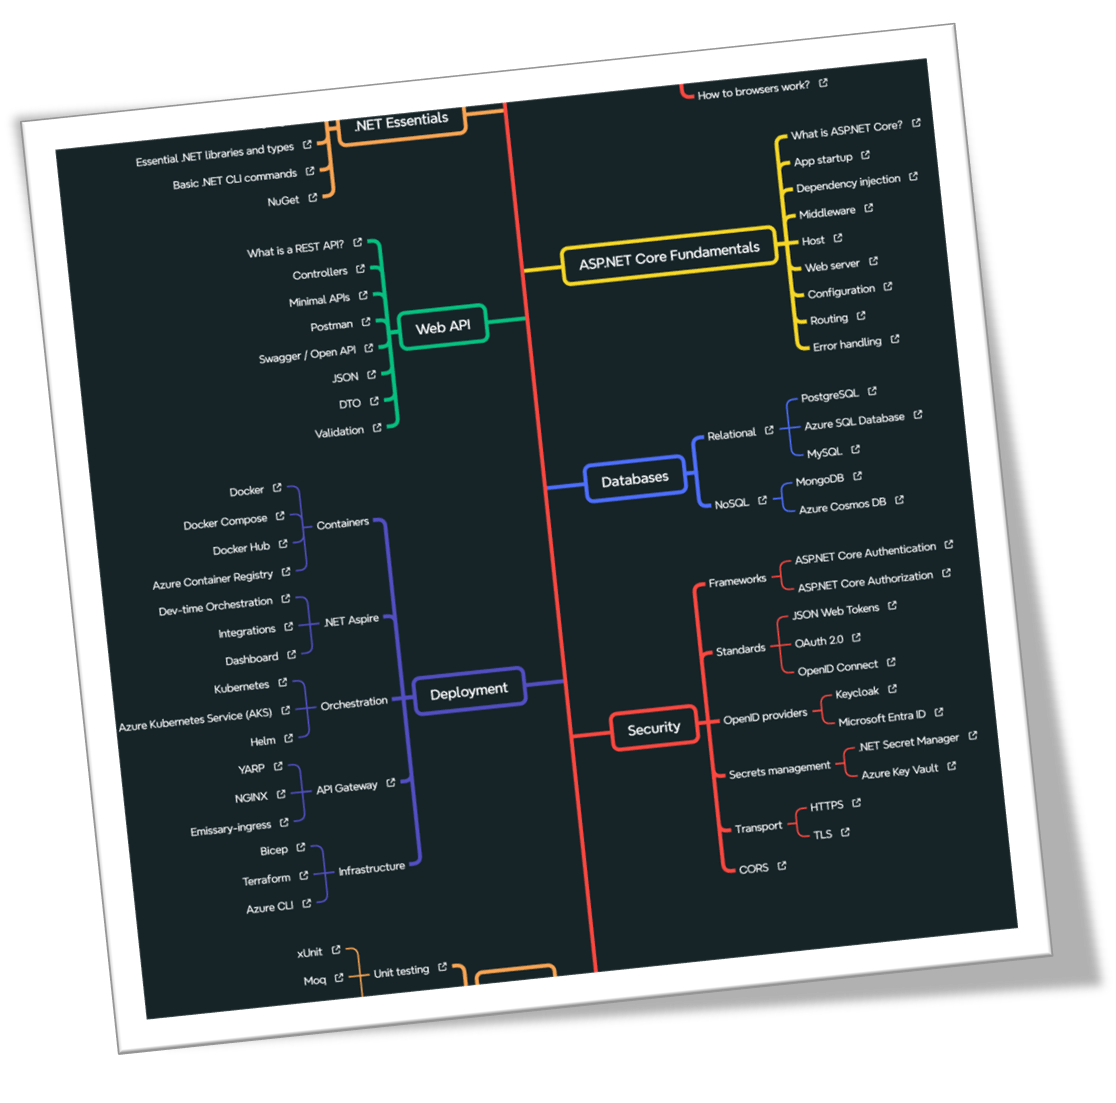 How to browsers work?
.NET Essentials
Essential .NET libraries and types
Basic .NET CLI commands
NuGet
What is ASP.NET Core?
App startup
Dependency injection
Middleware
ASP.NET Core Fundamentals
Host
Web server
Configuration
Routing
Error handling
What is a REST API?
Controllers
Minimal APIs
Postman
Web API
Swagger / Open API
JSON
DTO
Validation
PostgreSQL
Relational
Azure SQL Database
MySQL
Databases
NoSQL
MongoDB
Azure Cosmos DB
Docker
Docker Compose
Containers
Docker Hub
Azure Container Registry
Dev-time Orchestration
Integrations
.NET Aspire
Dashboard
Kubernetes
Deployment
Azure Kubernetes Service (AKS)
Orchestration
Helm
YARP
NGINX
API Gateway
Emissary-ingress
Bicep
Terraform
Infrastructure
Azure CLI
Frameworks
ASP.NET Core Authentication
ASP.NET Core Authorization
JSON Web Tokens
Standards
OAuth 2.0
OpenID Connect
Security
OpenID providers
Keycloak
Microsoft Entra ID
Secrets management
.NET Secret Manager
Azure Key Vault
Transport
HTTPS
TLS
CORS
xUnit
Moq
Unit testing